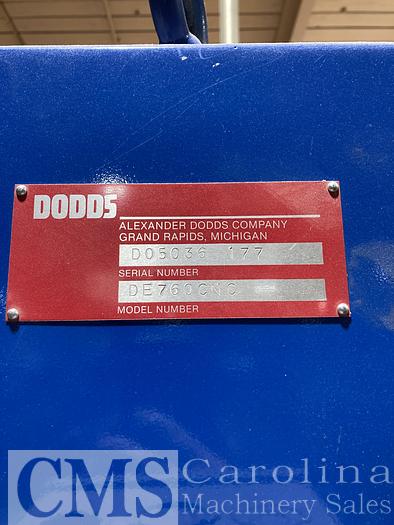 DODDS
ALEXANDER DODDS COMPANY
GRAND RAPIDS, MICHIGAN
D05036 177
SERIAL NUMBER
DE760CNC
MODEL NUMBER
CMS Carolina
Machinery Sales